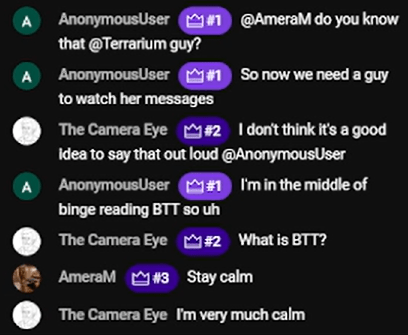 A AnonymousUser #1 @AmeraM do you know
that @Terrarium guy?
A AnonymousUser #1 So now we need a guy
to watch her messages
The Camera Eye #2 I don't think it's a good
idea to say that out loud @AnonymousUser
A AnonymousUser #1 I'm in the middle of
binge reading BTT so uh
The Camera Eye #2 What is BTT?
AmeraM #3 Stay calm
The Camera Eye I'm very much calm